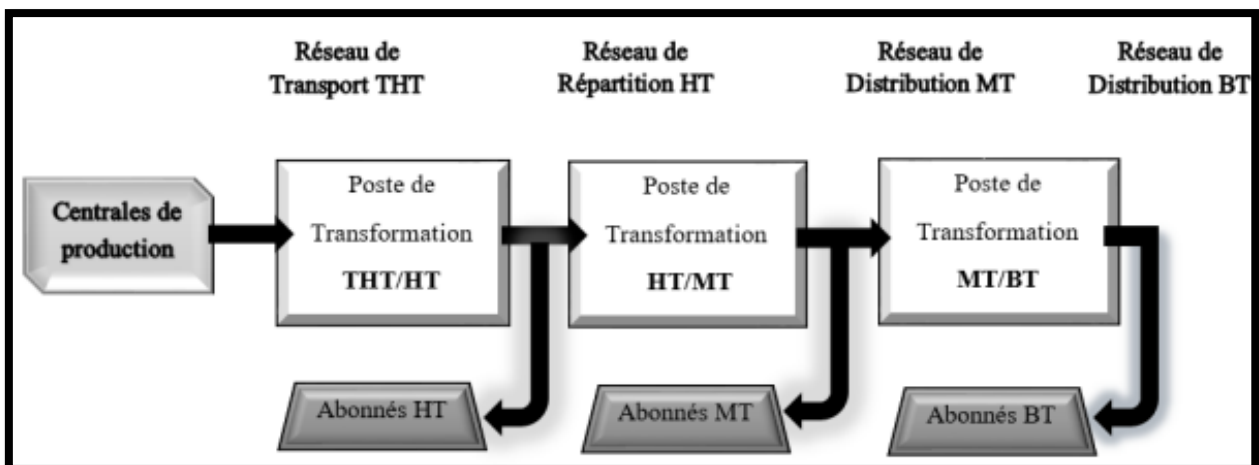 Réseau de
Transport THT
Réseau de
Répartition HT
Réseau de
Distribution MT
Réseau de
Distribution BT
Centrales de
production
Poste de
Transformation
THT/HT
Poste de
Transformation
HT/MT
Poste de
Transformation
MT/BT
Abonnés HT
Abonnés MT
Abonnés BT